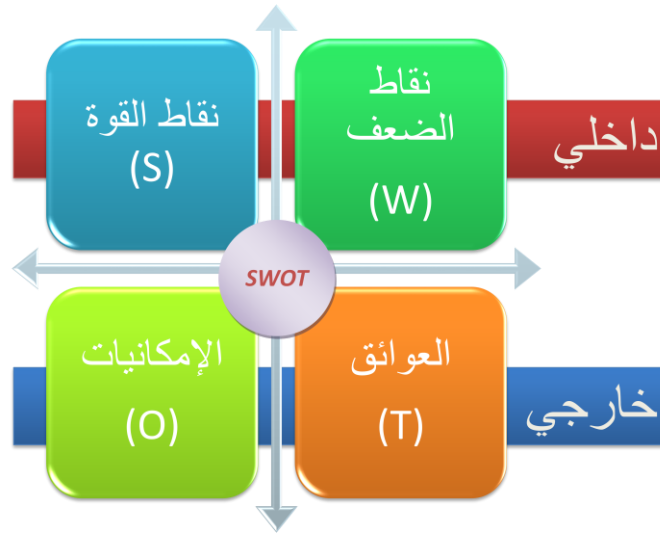 نقاط القوة
(S)
نقاط
الضعف
(W)
داخلي
SWOT
الإمكانيات
(O)
العوائق
(T)
خارجي